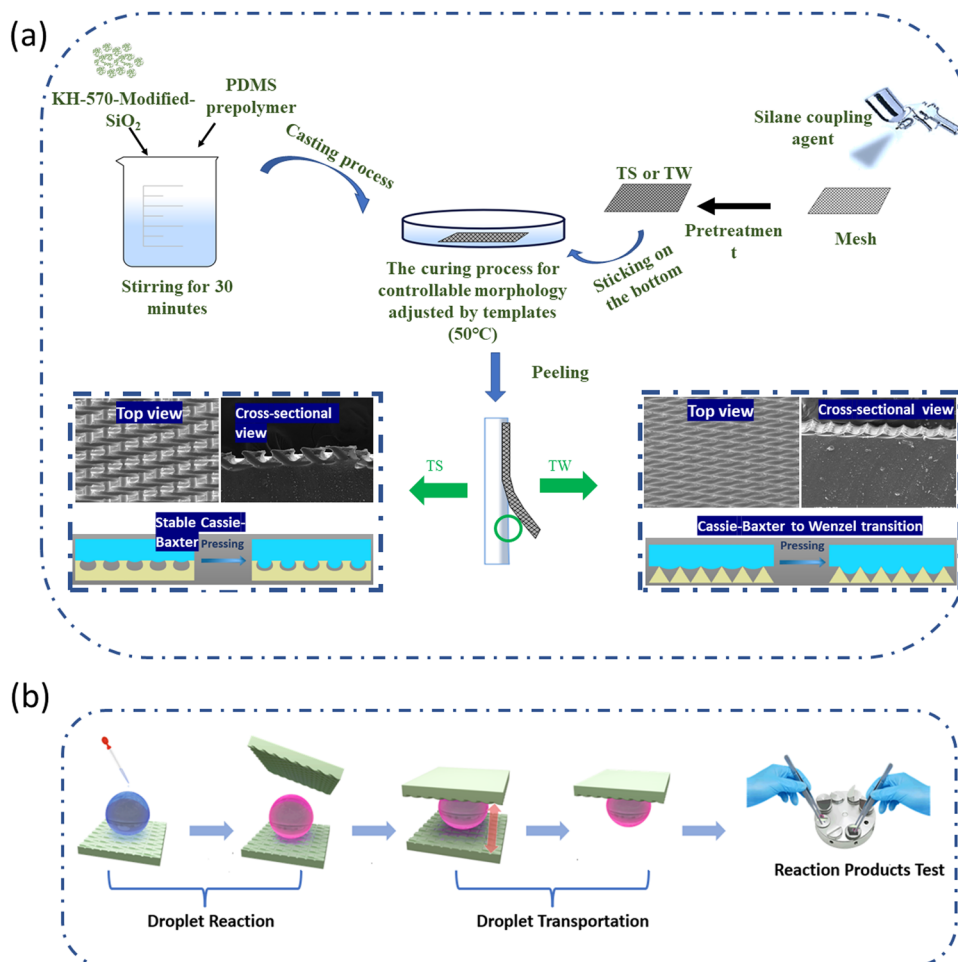 (a)
KH-570-Modified-
SiO₂
PDMS
prepolymer
Stirring for 30
minutes
Casting process
The curing process for
controllable morphology
adjusted by templates
(50℃)
Sticking on
the bottom
TS or TW
Pretreatmen
t
Silane coupling
agent
Mesh
Peeling
TS
TW
Top view
Cross-sectional
view
Stable Cassie-
Baxter
Pressing
Top view
Cross-sectional view
Cassie-Baxter to Wenzel transition
Pressing
(b)
Droplet Reaction
Droplet Transportation
Reaction Products Test